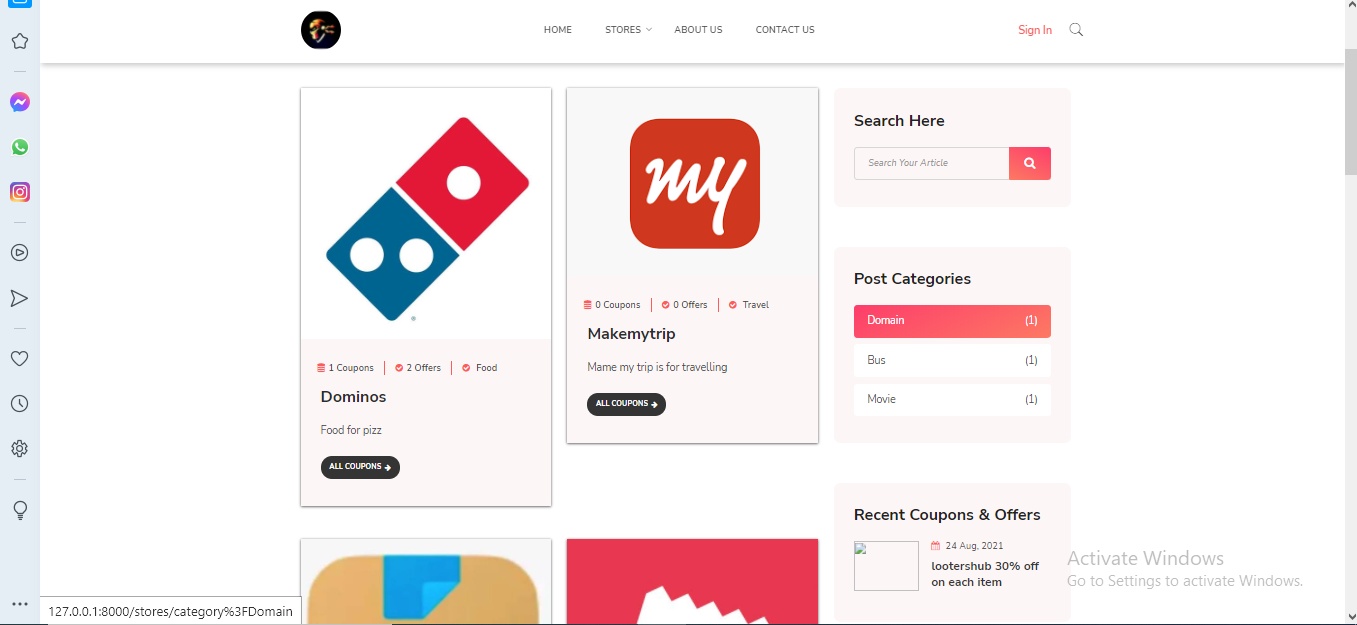 HOME STORES ABOUT US CONTACT US Sign In
my
1 Coupons 2 Offers Food
Dominos
Food for pizz
ALL COUPONS
0 Coupons 0 Offers Travel
Makemytrip
Mame my trip is for travelling
ALL COUPONS
Search Here
Search Your Article
Post Categories
Domain (1)
Bus (1)
Movie (1)
Recent Coupons & Offers
24 Aug, 2021
lootershub 30% off
on each item
Activate Windows
Go to Settings to activate Windows.
127.0.0.1:8000/stores/category%3FDomain